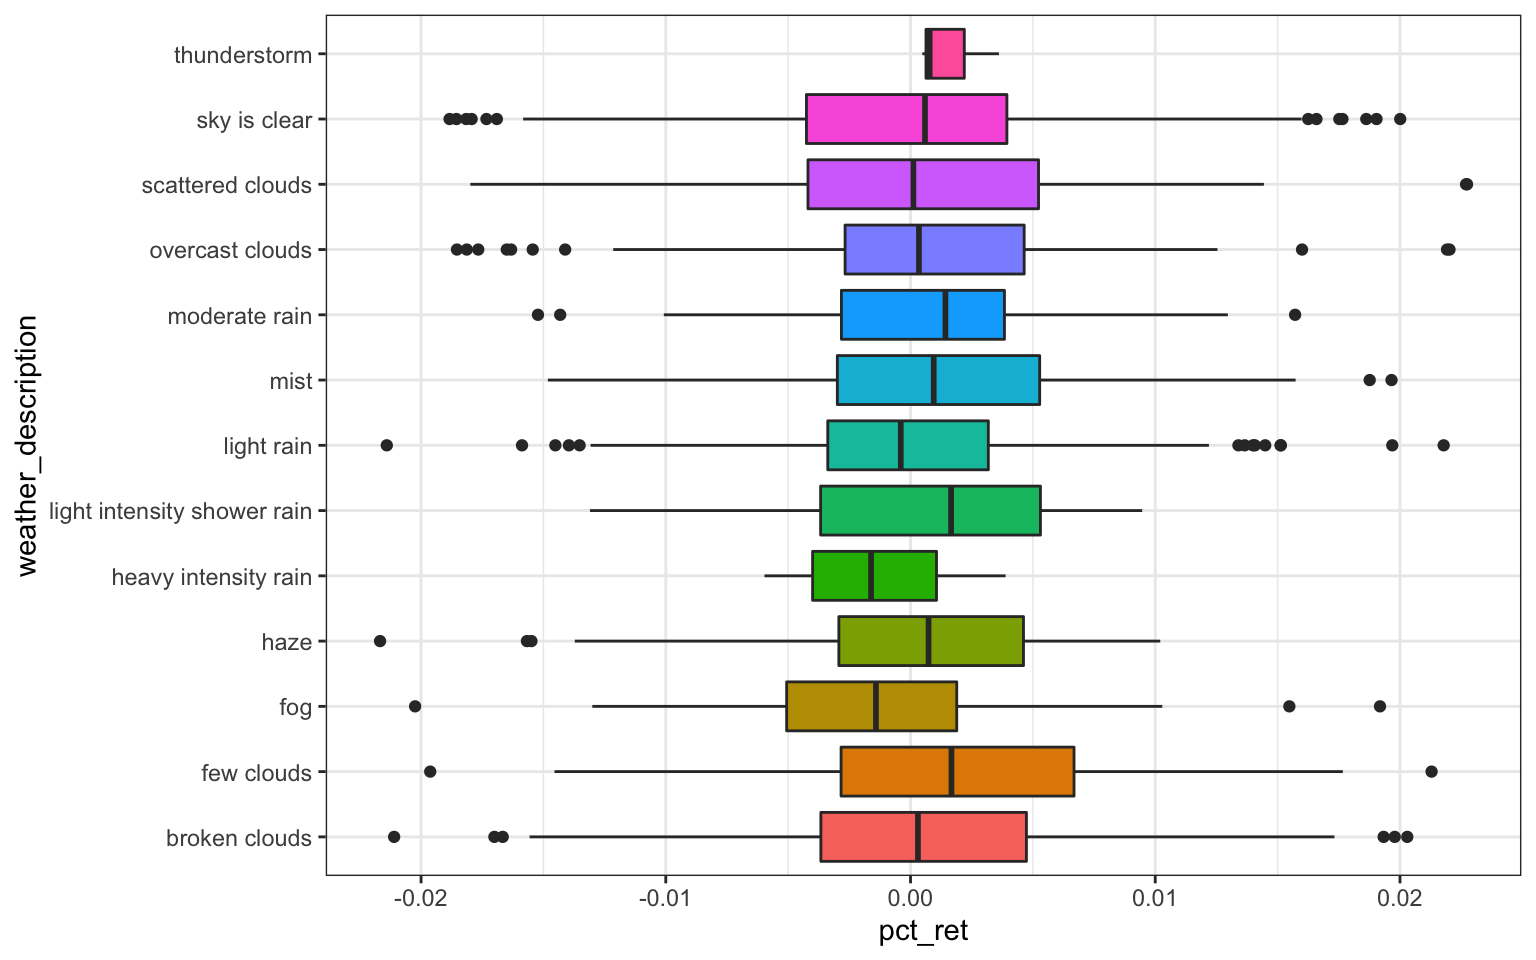 thunderstorm
sky is clear
scattered clouds
overcast clouds
moderate rain
mist
light rain
light intensity shower rain
heavy intensity rain
haze
fog
few clouds
broken clouds
weather_description
-0.02 -0.01 0.00 0.01 0.02
pct_ret